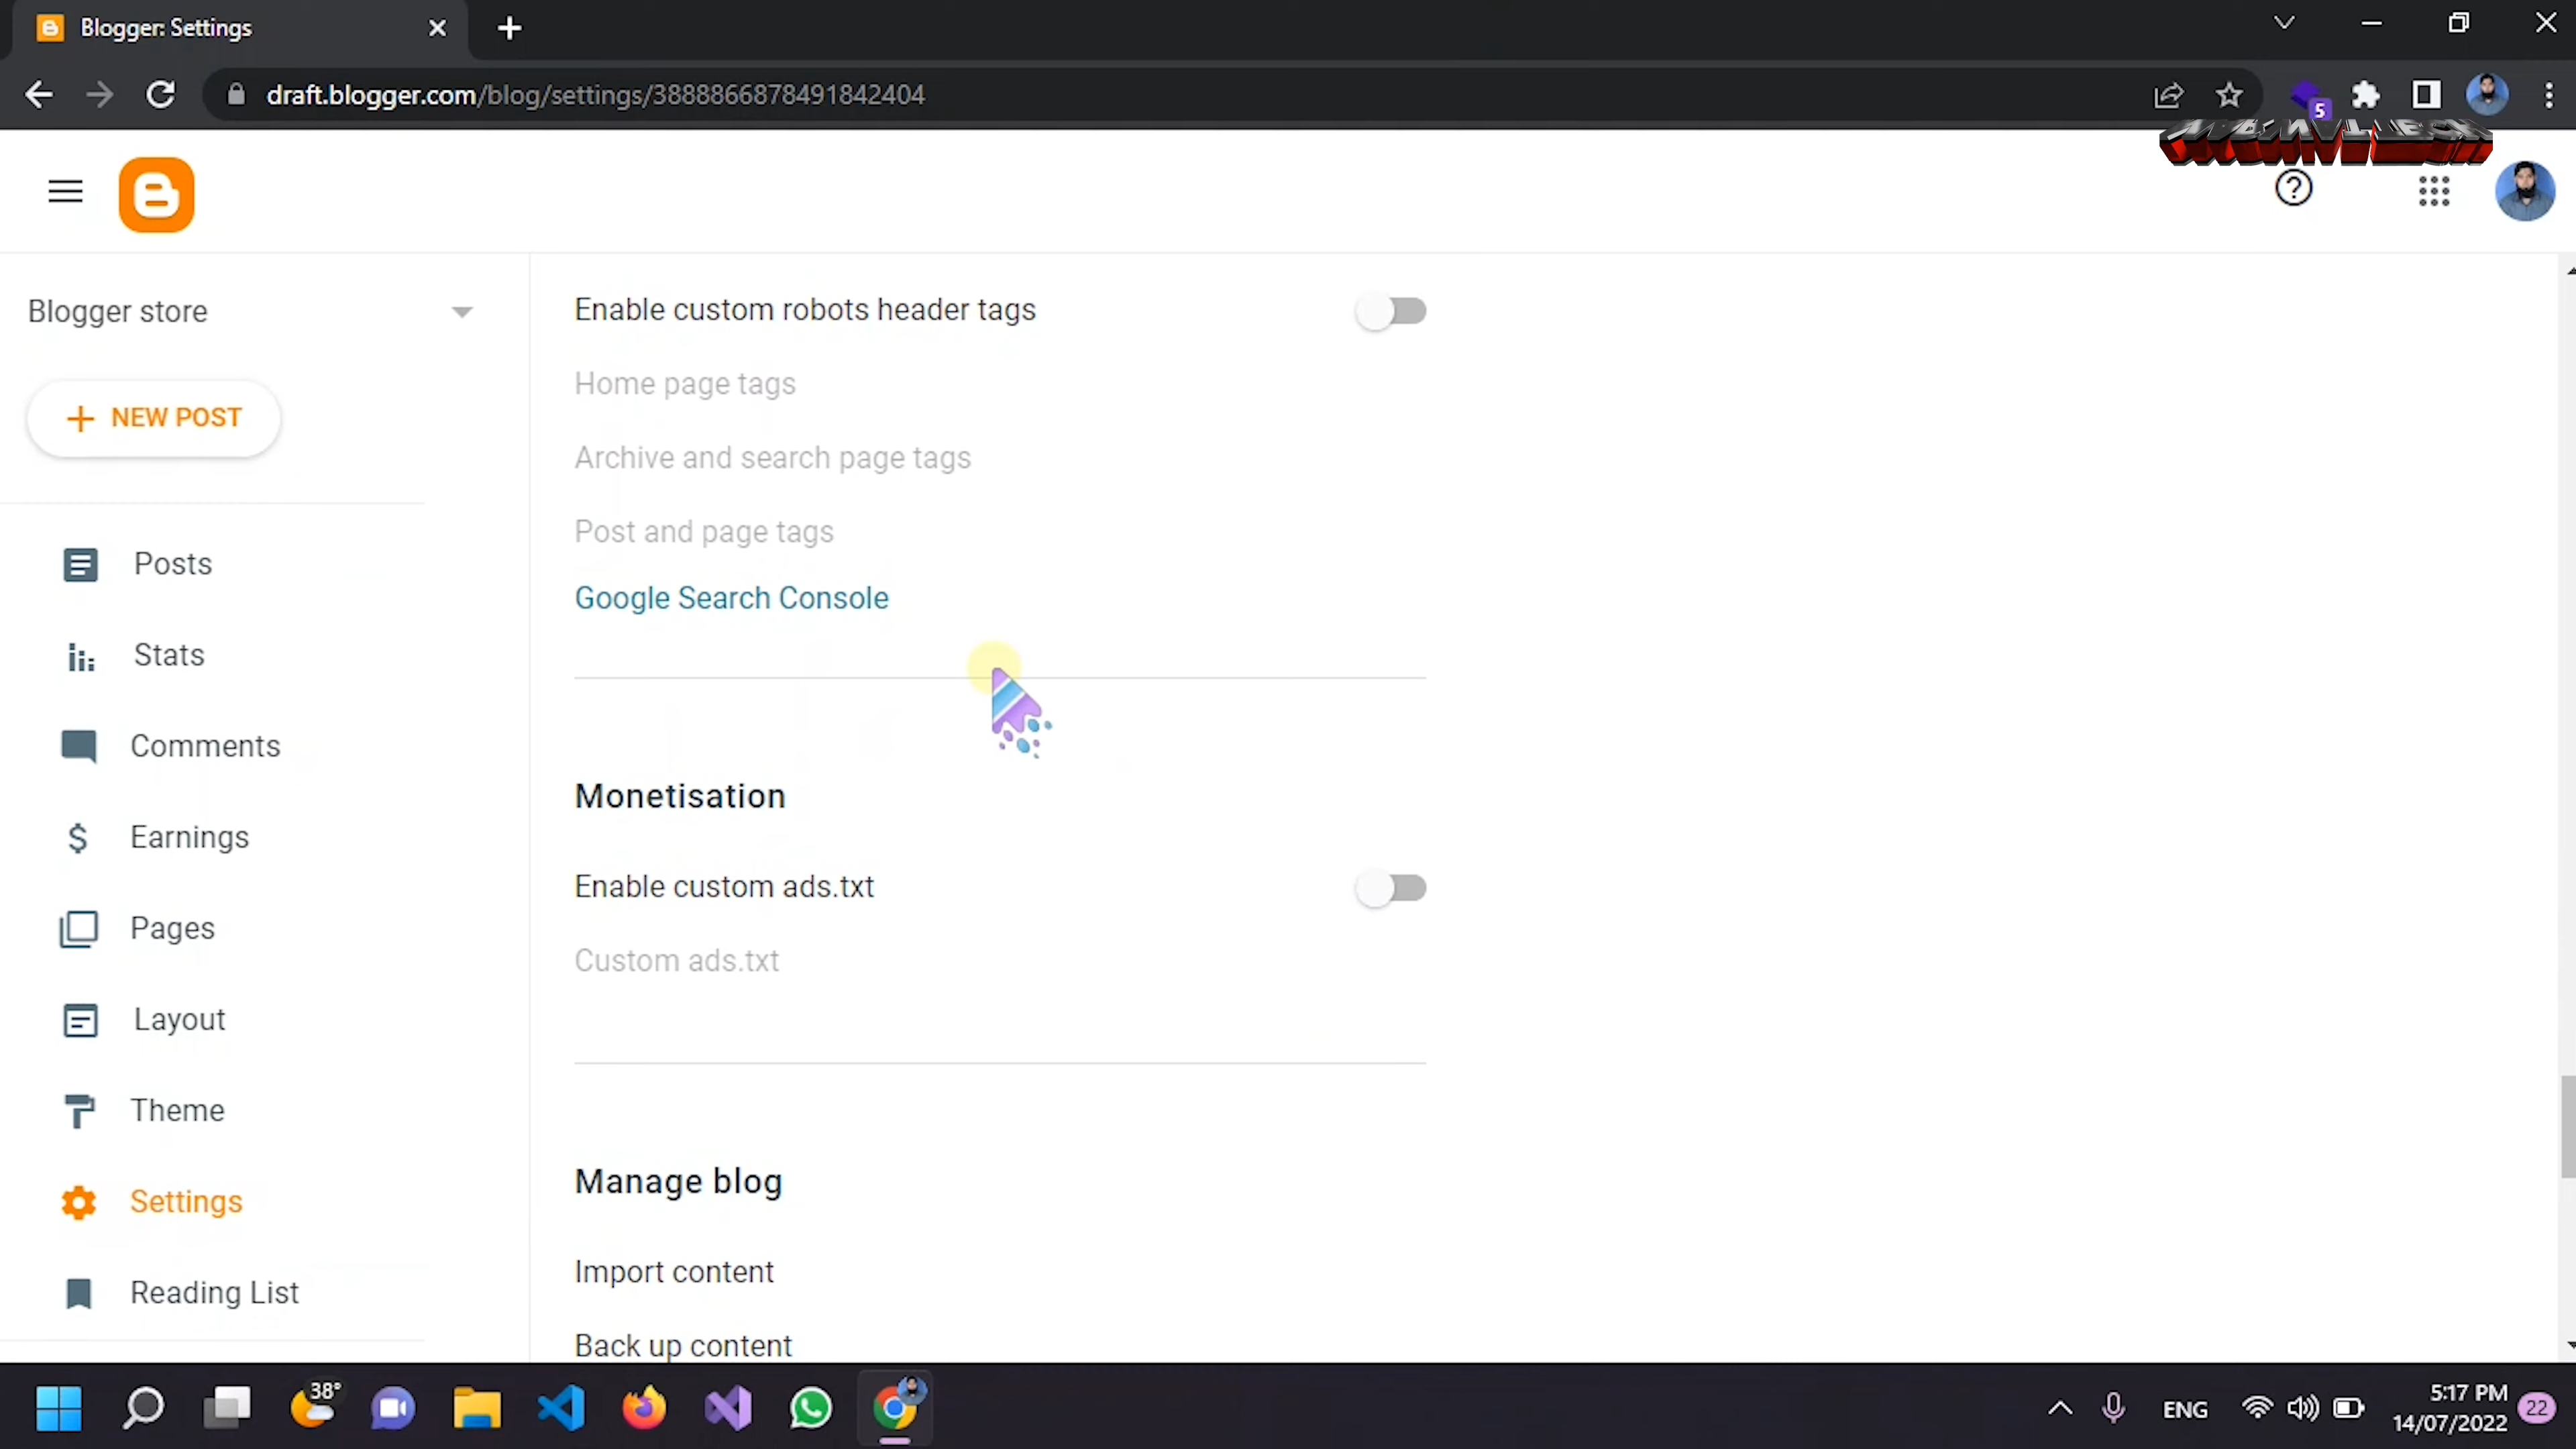 Blogger: Settings
draft.blogger.com/blog/settings/3888866878491842404
5
Blogger store
NEW POST
Posts
Stats
Comments
Earnings
Pages
Layout
Theme
Settings
Reading List
Enable custom robots header tags
Home page tags
Archive and search page tags
Post and page tags
Google Search Console
Monetisation
Enable custom ads.txt
Custom ads.txt
Manage blog
Import content
Back up content
38°
ENG
5:17 PM
14/07/2022
22